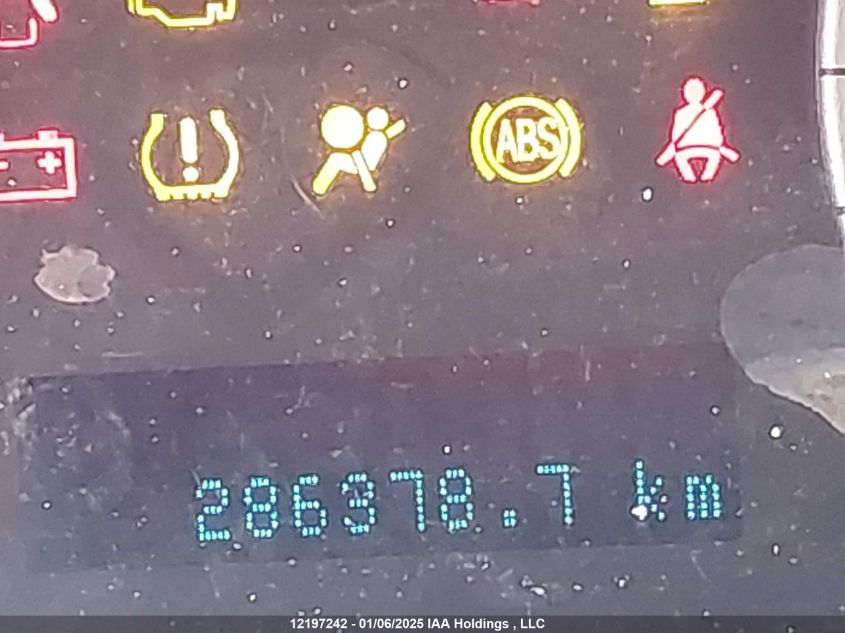 ABS
286378.7 km
12197242 - 01/06/2025 IAA Holdings , LLC